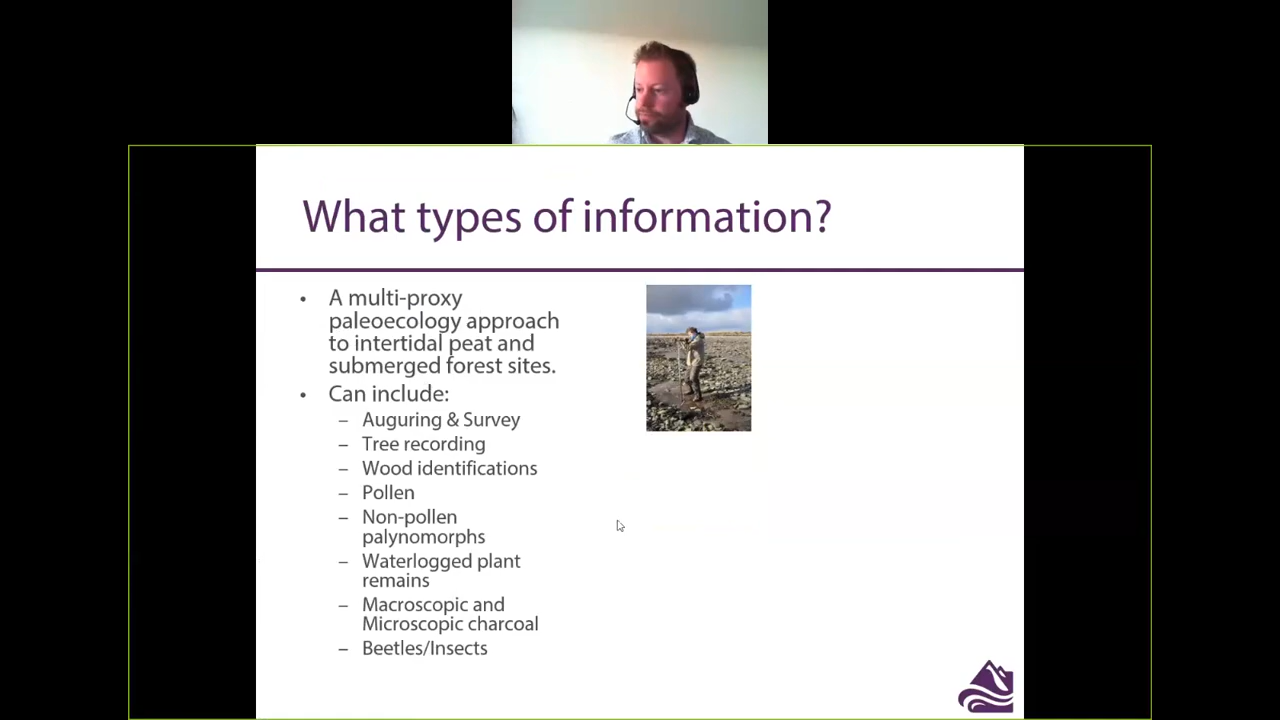 What types of information?
• A multi-proxy
paleoecology approach
to intertidal peat and
submerged forest sites.
• Can include:
– Auguring & Survey
– Tree recording
– Wood identifications
– Pollen
– Non-pollen
palynomorphs
– Waterlogged plant
remains
– Macroscopic and
Microscopic charcoal
– Beetles/Insects